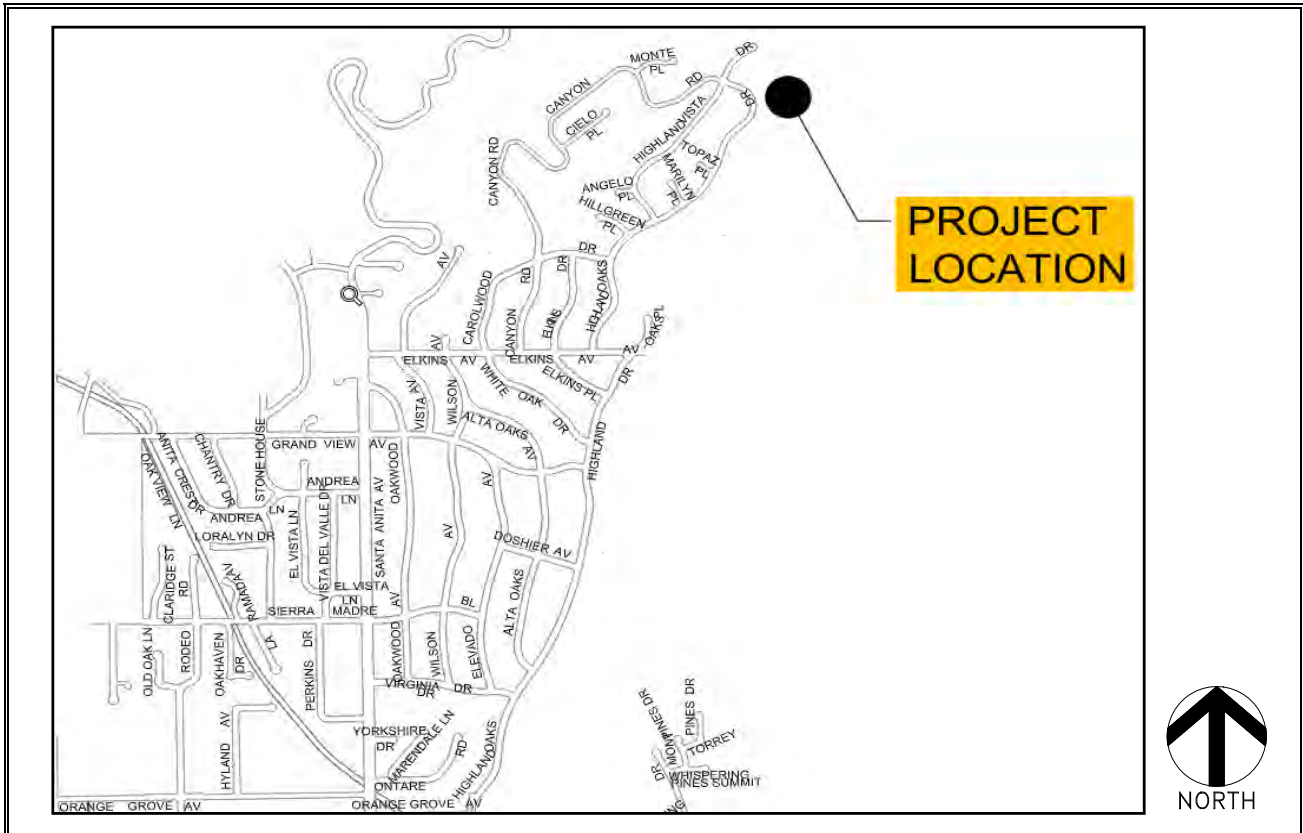 DR
MONTE
PL
RD
CANYON
DR
CIELO
PL
VISTA
HIGHLAND
CANYON RD
TOPAZ
PL
MARILYN
PL
ANGELO
PL
HILLGREEN
PL
PROJECT
LOCATION
DR
AV
DR
RD
CAROLWOOD
CANYON
ELKINS
HIGHLAND OAKS
OAKS PL
AV
ELKINS AV
ELKINS AV
AV
DR
ELKINS PL
WHITE OAK DR
VISTA AV
WILSON
ALTA OAKS
AV
STONE HOUSE
GRAND VIEW AV
HIGHLAND
ANITA CREST
DR
CHANTRY DR
OAK VIEW LN
ANDREA
LN
ANDREA
LN
OAKWOOD
SANTA ANITA AV
AV
LORALYN DR
EL VISTA LN
VISTA DEL VALLE DR
AV
DOSHIER AV
CLARIDGE ST
RD
RAMADA AV
EL VISTA
LN
AV
BL
ALTA OAKS
SIERRA MADRE
LA
OLD OAK LN
RODEO
OAKHAVEN
DR
PERKINS DR
OAKWOOD
WILSON
ELEVADO
VIRGINIA DR
DR
HYLAND AV
YORKSHIRE
DR
MARENDALE LN
RD
HIGHLAND OAKS
ONTARE
ORANGE GROVE AV
ORANGE GROVE AV
PINES DR
PINES DR
TORREY
DR
WHISPERING
PINES SUMMIT
NORTH